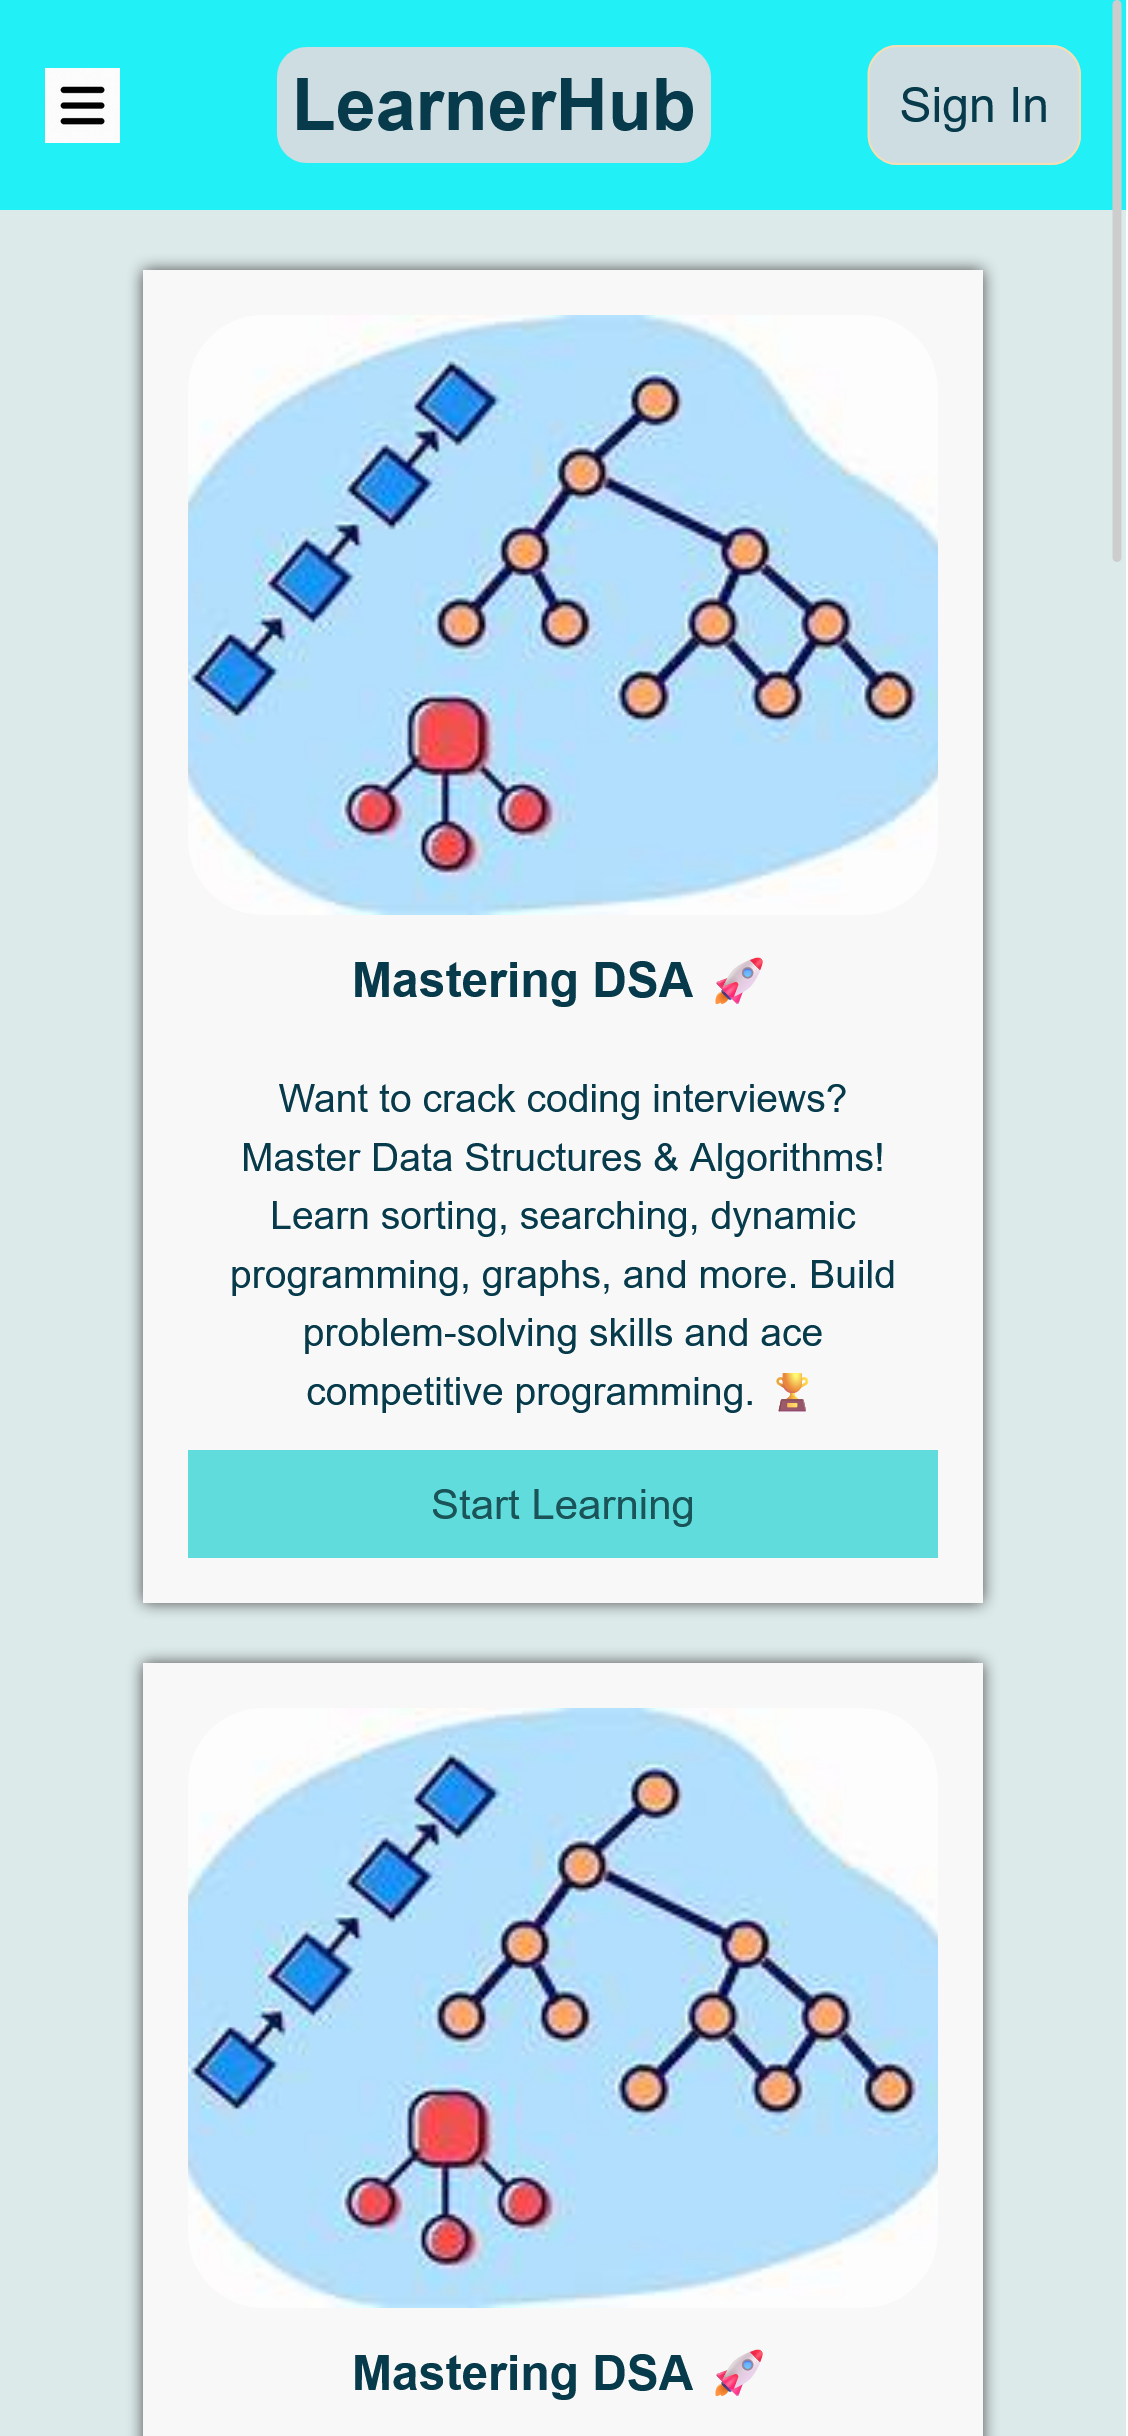 LearnerHub
Sign In
Mastering DSA 🚀
Want to crack coding interviews?
Master Data Structures & Algorithms!
Learn sorting, searching, dynamic
programming, graphs, and more. Build
problem-solving skills and ace
competitive programming. 🏆
Start Learning
Mastering DSA 🚀